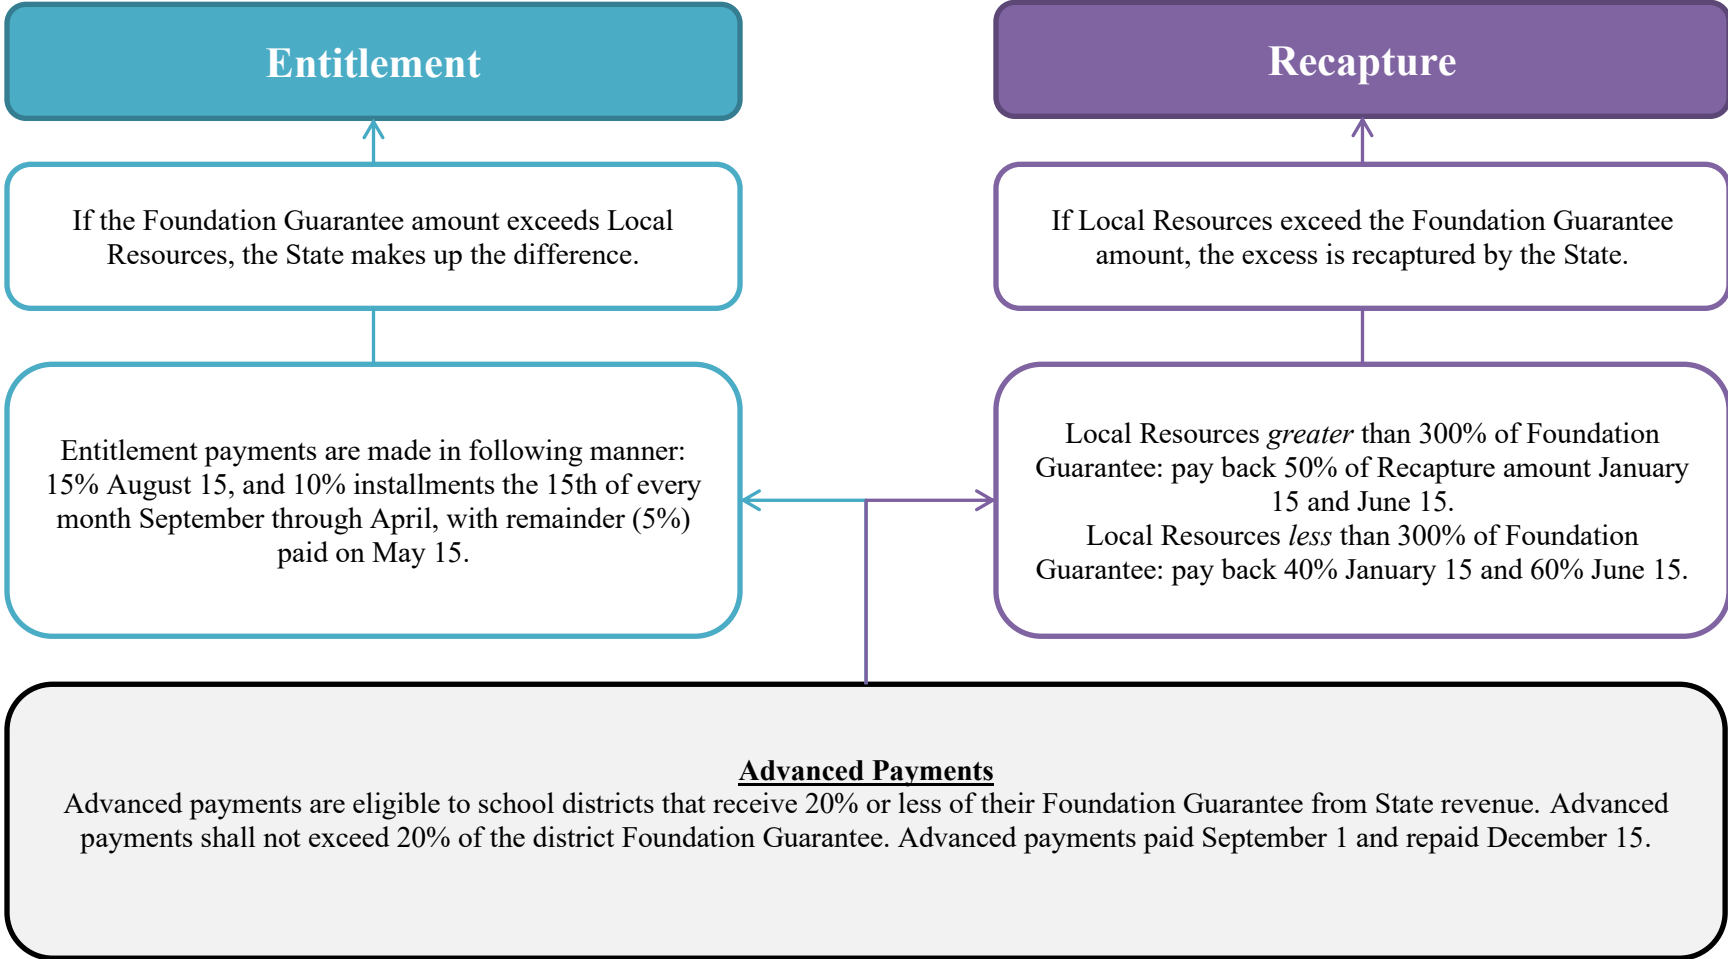 Entitlement
If the Foundation Guarantee amount exceeds Local
Resources, the State makes up the difference.
Entitlement payments are made in following manner:
15% August 15, and 10% installments the 15th of every
month September through April, with remainder (5%)
paid on May 15.
Recapture
If Local Resources exceed the Foundation Guarantee
amount, the excess is recaptured by the State.
Local Resources greater than 300% of Foundation
Guarantee: pay back 50% of Recapture amount January
15 and June 15.
Local Resources less than 300% of Foundation
Guarantee: pay back 40% January 15 and 60% June 15.
Advanced Payments
Advanced payments are eligible to school districts that receive 20% or less of their Foundation Guarantee from State revenue. Advanced
payments shall not exceed 20% of the district Foundation Guarantee. Advanced payments paid September 1 and repaid December 15.